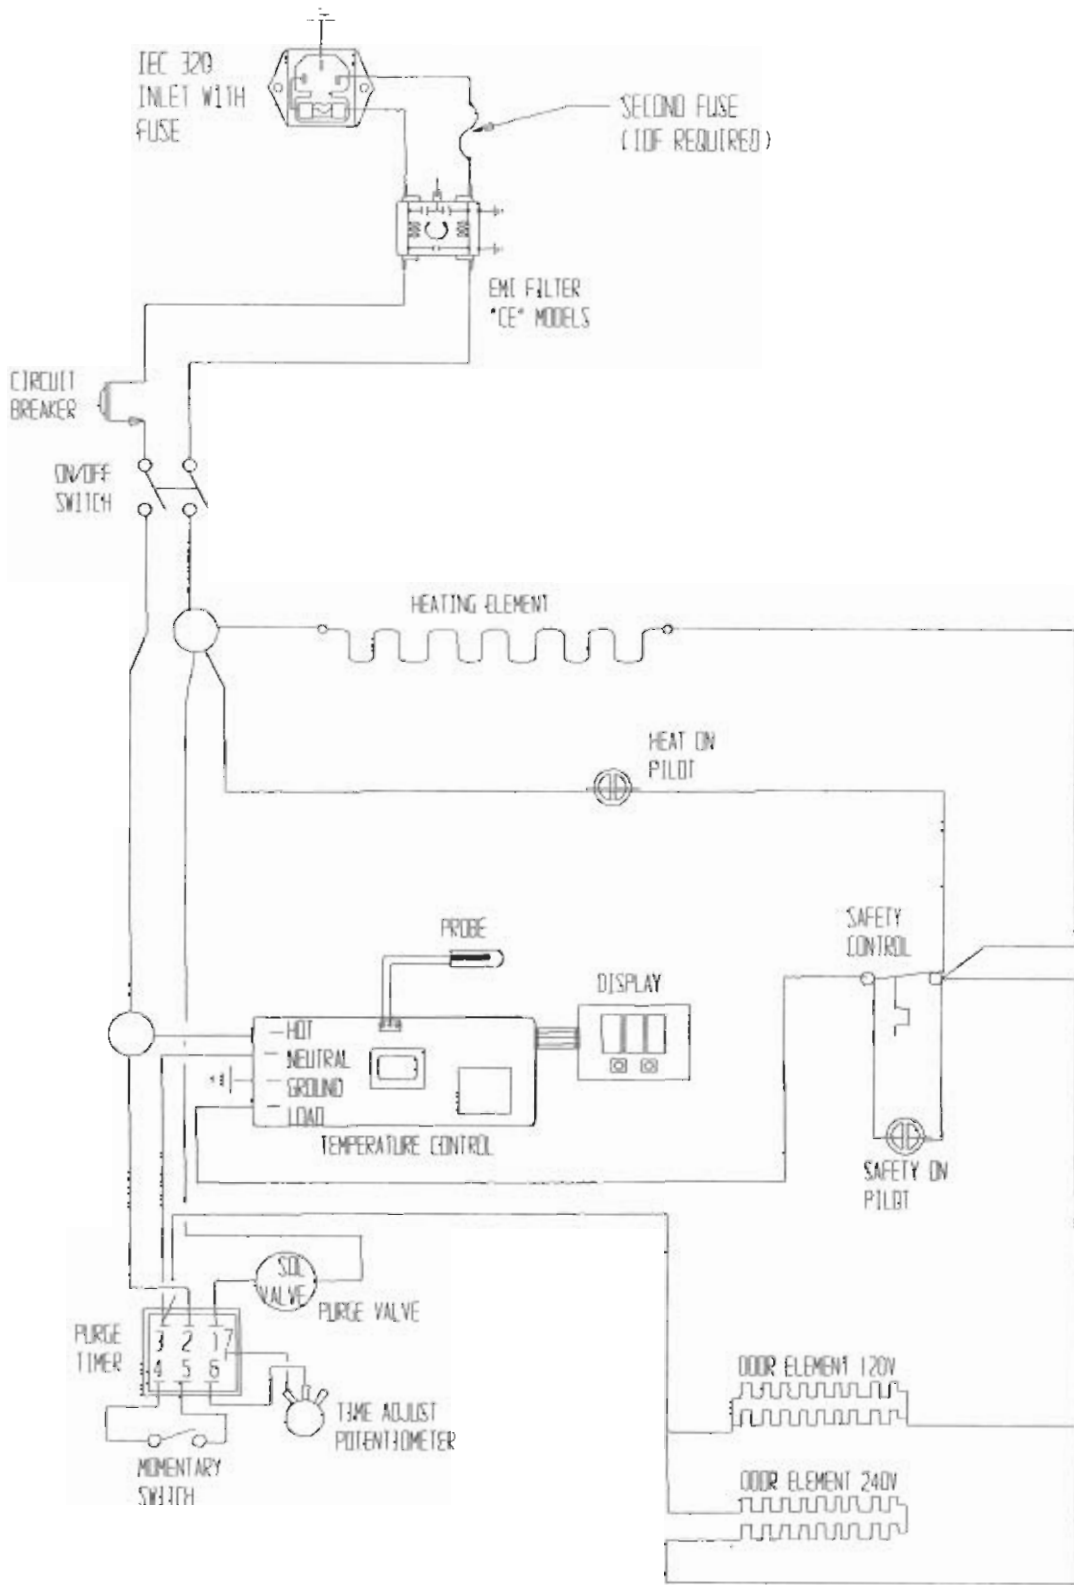 IEC 320
INLET WITH
FUSE
SECOND FUSE
(IOF REQUIRED)
EMI FILTER
"CE" MODELS
CIRCUIT
BREAKER
ON/OFF
SWITCH
HEATING ELEMENT
HEAT ON
PILOT
SAFETY
CONTROL
PROBE
DISPLAY
HOT
NEUTRAL
GROUND
LOAD
TEMPERATURE CONTROL
SAFETY ON
PILOT
SOL
VALVE
PURGE VALVE
PURGE
TIMER
3 2 1 7
4 5 6
TIME ADJUST
POTENTIOMETER
MOMENTARY
SWITCH
DOOR ELEMENT 120V
DOOR ELEMENT 240V